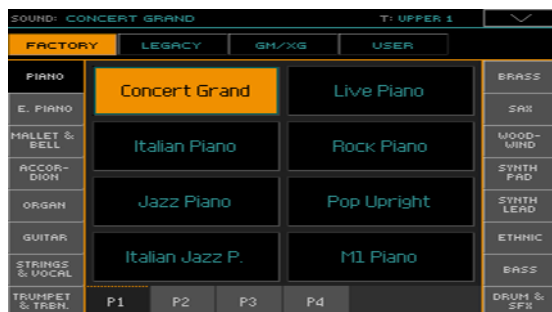 SOUND: CONCERT GRAND T: UPPER 1
FACTORY LEGACY GM/XG USER
PIANO
E. PIANO
MALLET &
BELL
ACCOR-
DION
ORGAN
GUITAR
STRINGS
& VOCAL
TRUMPET
& TRBN.
Concert Grand Live Piano
Italian Piano Rock Piano
Jazz Piano Pop Upright
Italian Jazz P. M1 Piano
P1 P2 P3 P4
BRASS
SAX
WOOD-
WIND
SYNTH
PAD
SYNTH
LEAD
ETHNIC
BASS
DRUM &
SFX